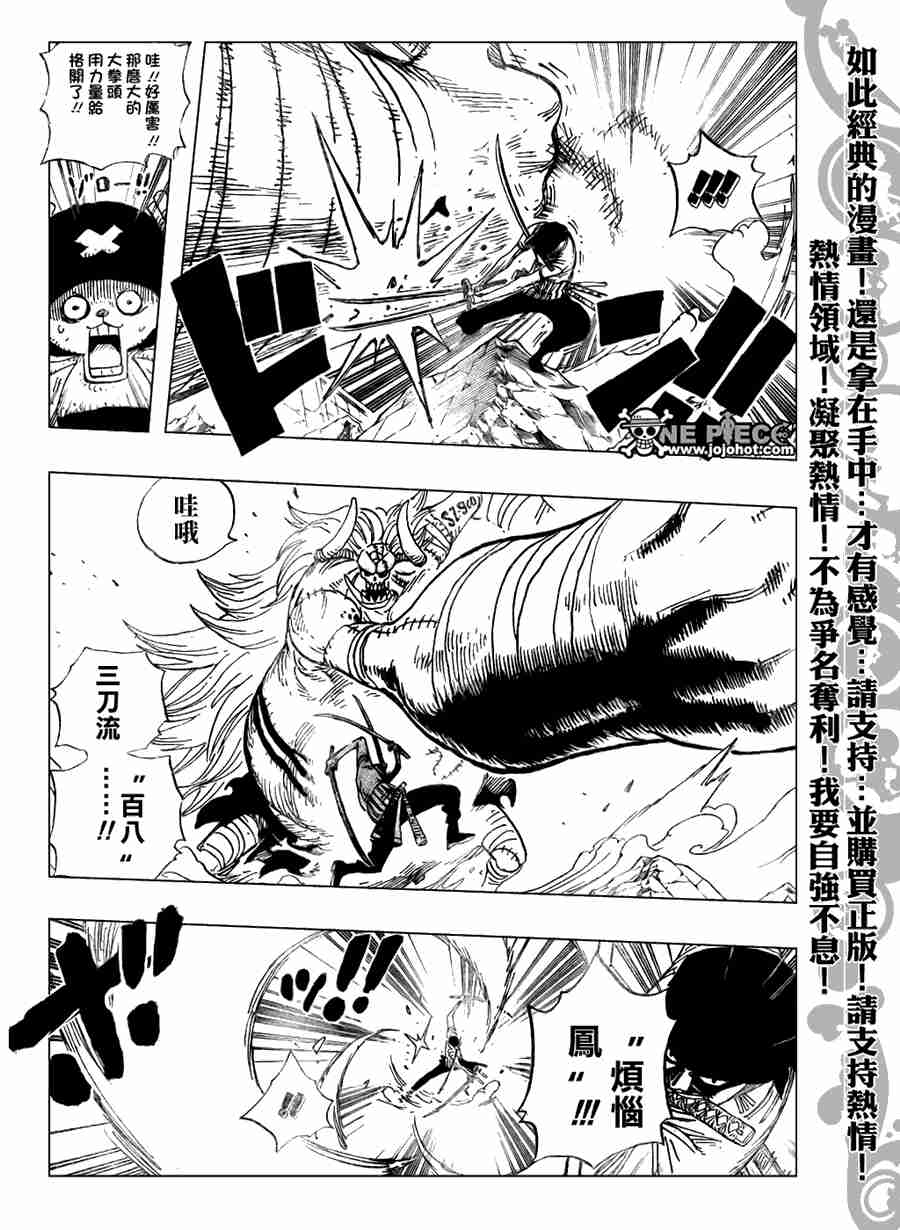 如此經典的漫畫！還是拿在手中…才有感覺…請支持…並購買正版！請支持熱情！
熱情領域！凝聚熱情！不為爭名奪利！我要自強不息！
!!!
ドンッ!!
ONE PIECE
www.jojohot.com
哇!!好厲害!!
那麼大的
大拳頭
用力量給
格開了!!
哇
哦
57-900
三刀流
……!!
“百八”
“煩惱
鳳”!!!
ボッ!!
!!